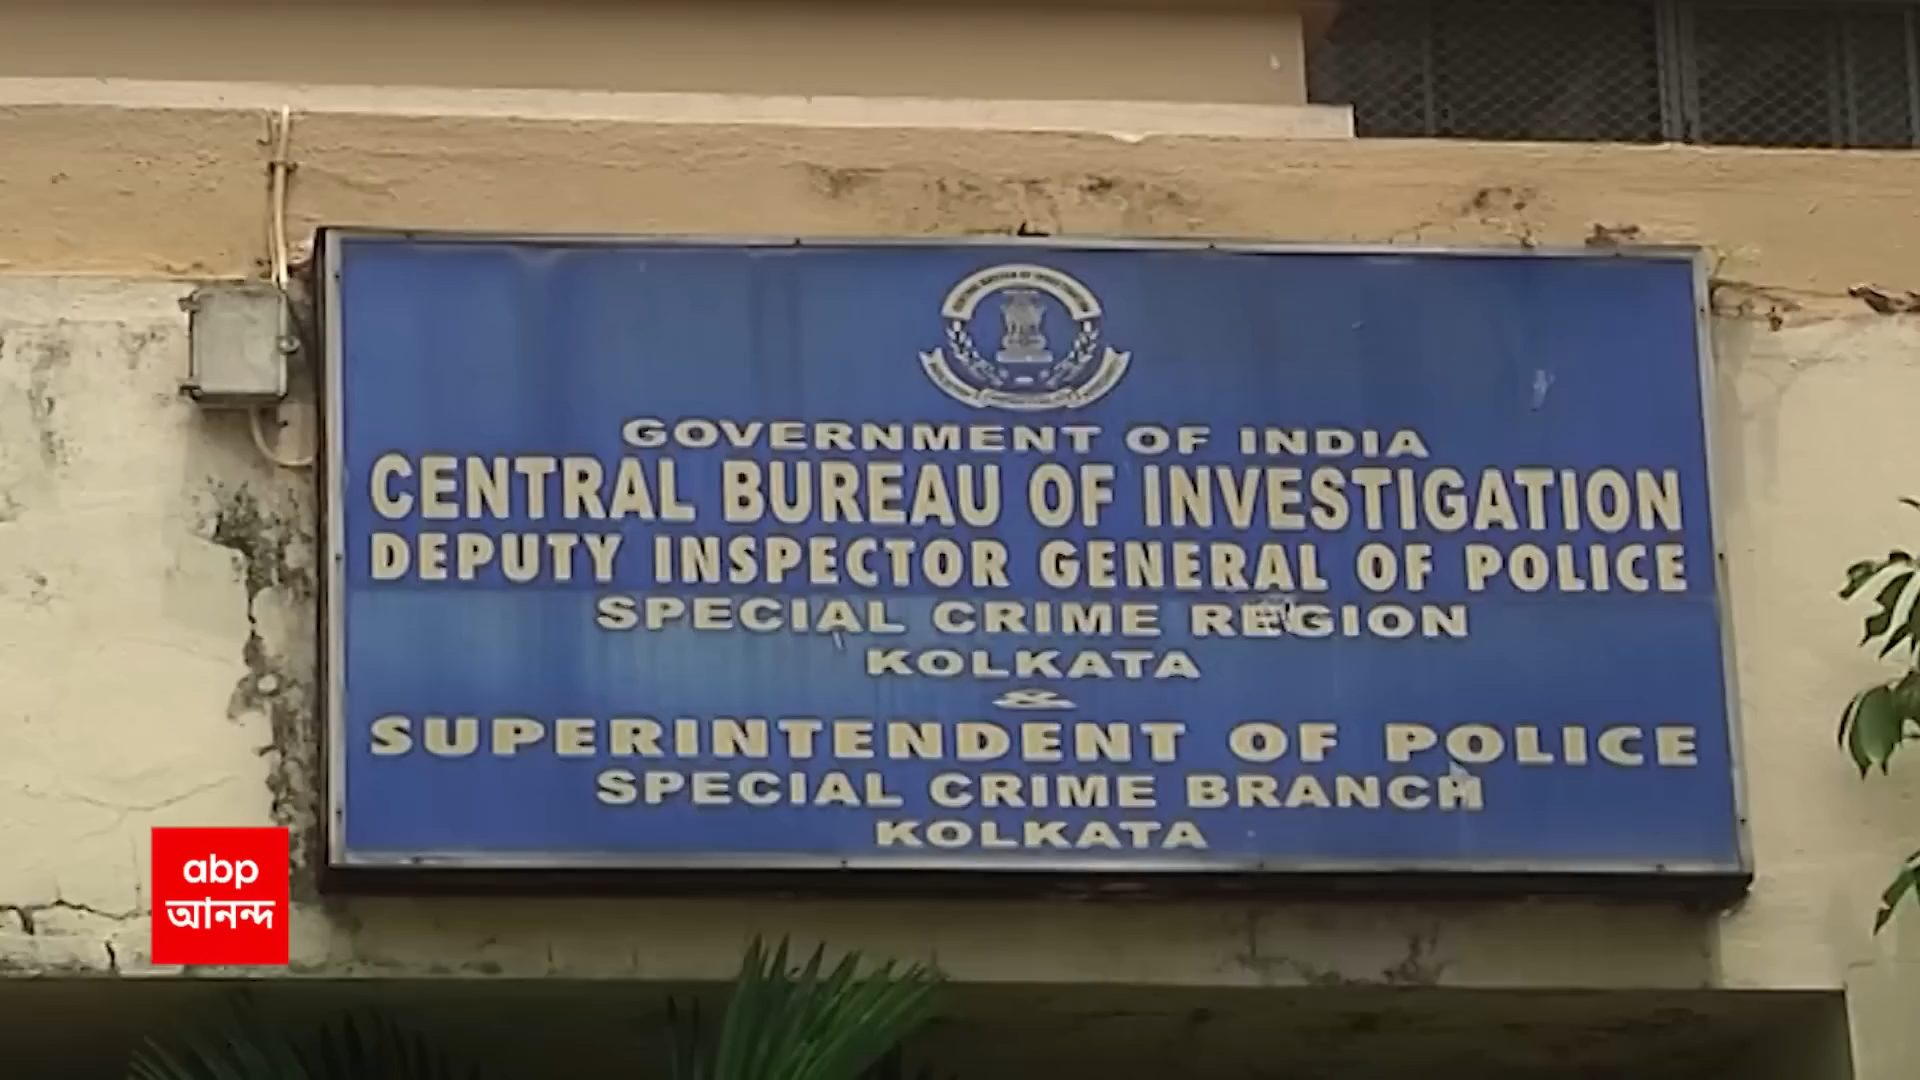 GOVERNMENT OF INDIA
CENTRAL BUREAU OF INVESTIGATION
DEPUTY INSPECTOR GENERAL OF POLICE
SPECIAL CRIME REGION
KOLKATA
&
SUPERINTENDENT OF POLICE
SPECIAL CRIME BRANCH
KOLKATA
abp
আনন্দ